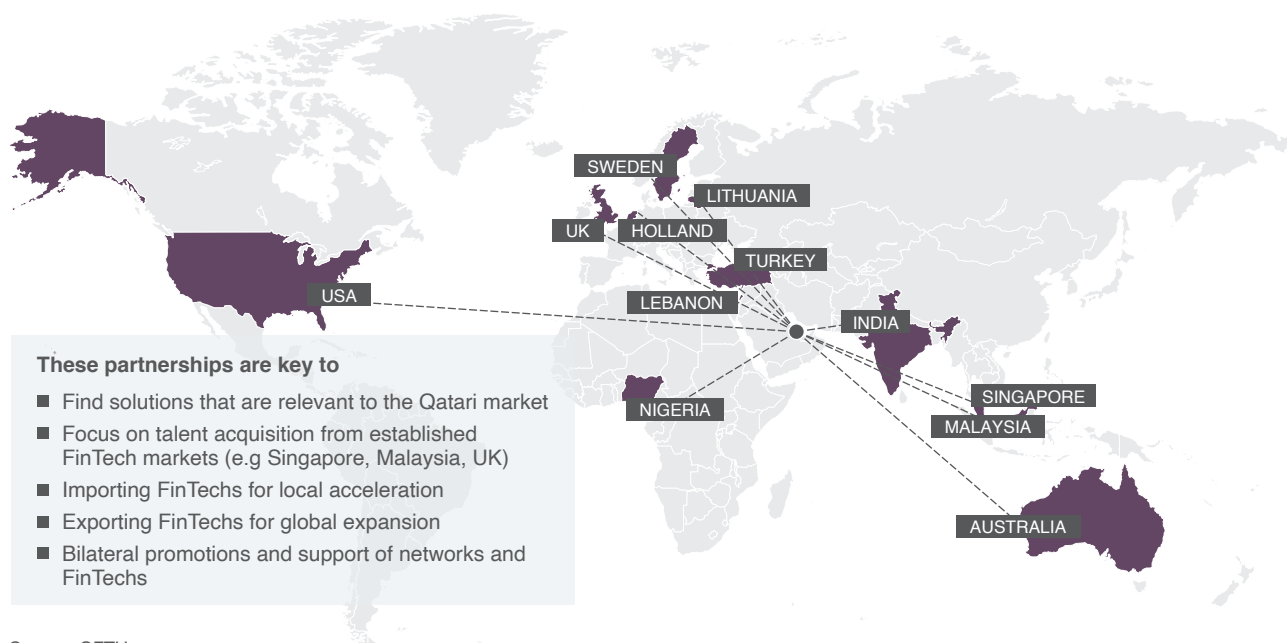 SWEDEN
LITHUANIA
UK
HOLLAND
TURKEY
USA
LEBANON
INDIA
NIGERIA
SINGAPORE
MALAYSIA
AUSTRALIA
These partnerships are key to
■ Find solutions that are relevant to the Qatari market
■ Focus on talent acquisition from established
FinTech markets (e.g Singapore, Malaysia, UK)
■ Importing FinTechs for local acceleration
■ Exporting FinTechs for global expansion
■ Bilateral promotions and support of networks and
FinTechs